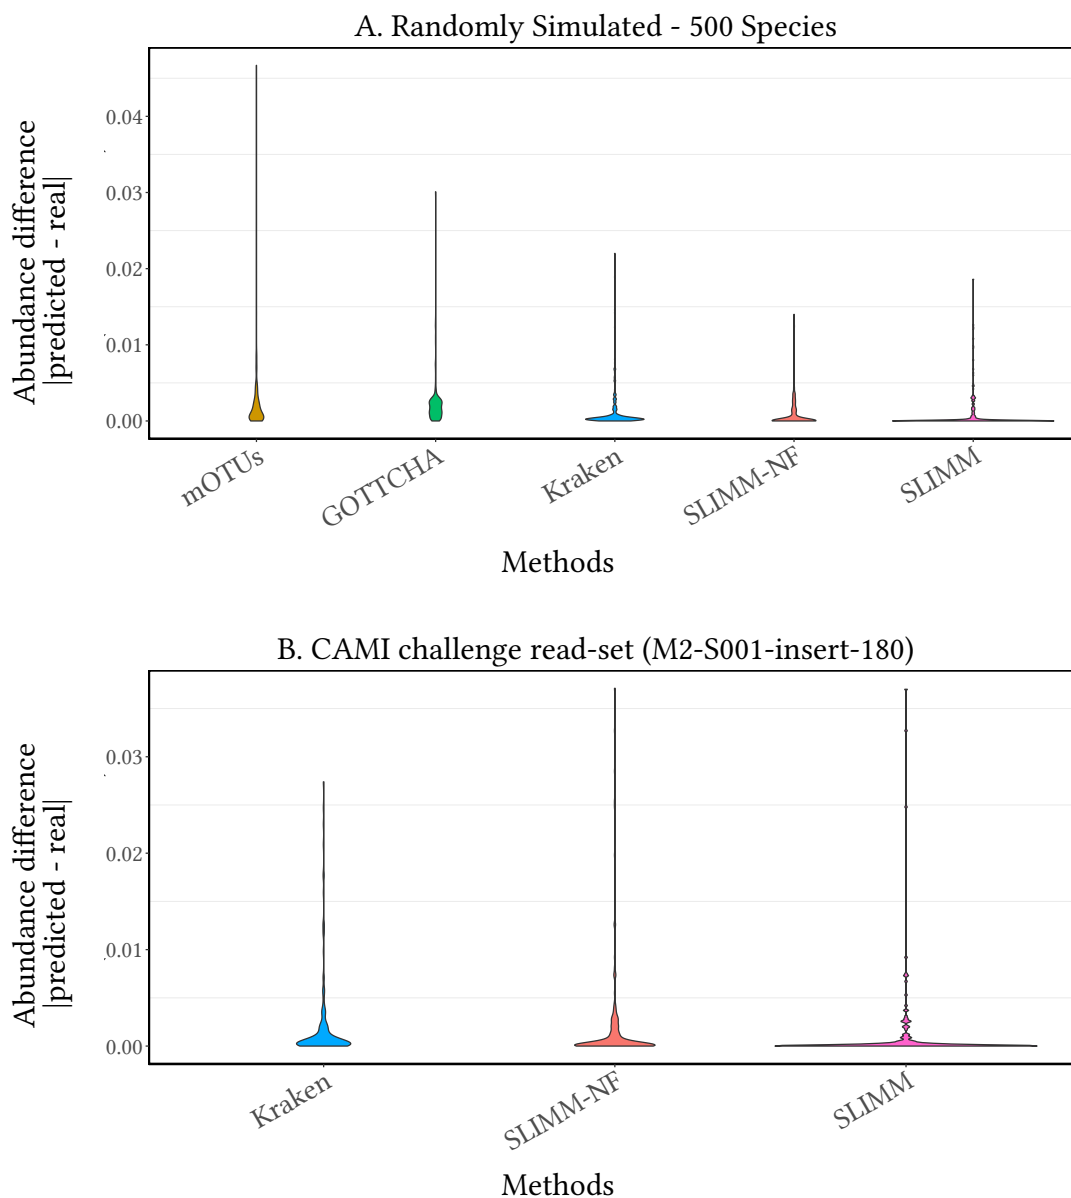 A. Randomly Simulated - 500 Species
Abundance difference
|predicted - real|
0.04
0.03
0.02
0.01
0.00
mOTUs
GOTTCHA
Kraken
SLIMM-NF
SLIMM
Methods
B. CAMI challenge read-set (M2-S001-insert-180)
Abundance difference
|predicted - real|
0.03
0.02
0.01
0.00
Kraken
SLIMM-NF
SLIMM
Methods